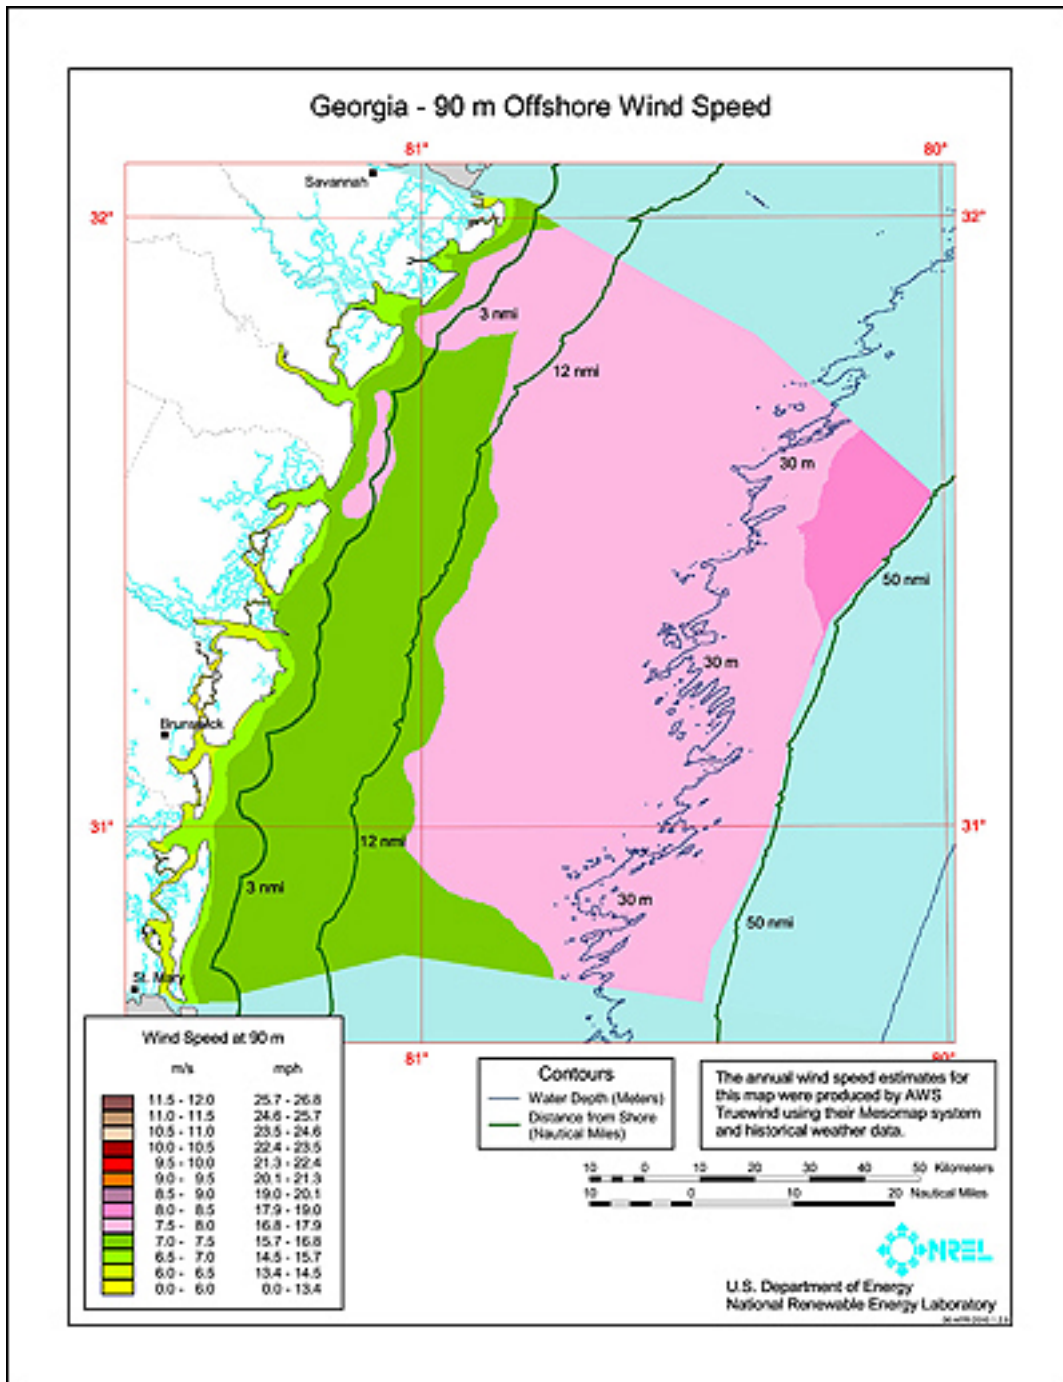 Georgia - 90 m Offshore Wind Speed
81° 80°
Savannah
32° 32°
3 nmi
12 nmi
30 m
50 nmi
30 m
Brunswick
31° 31°
12 nmi
3 nmi
30 m
50 nmi
St. Mary
81° 80°
Wind Speed at 90 m
m/s mph
11.5 - 12.0 25.7 - 26.8
11.0 - 11.5 24.6 - 25.7
10.5 - 11.0 23.5 - 24.6
10.0 - 10.5 22.4 - 23.5
9.5 - 10.0 21.3 - 22.4
9.0 - 9.5 20.1 - 21.3
8.5 - 9.0 19.0 - 20.1
8.0 - 8.5 17.9 - 19.0
7.5 - 8.0 16.8 - 17.9
7.0 - 7.5 15.7 - 16.8
6.5 - 7.0 14.5 - 15.7
6.0 - 6.5 13.4 - 14.5
0.0 - 6.0 0.0 - 13.4
Contours
Water Depth (Meters)
Distance from Shore
(Nautical Miles)
The annual wind speed estimates for
this map were produced by AWS
Truewind using their Mesomap system
and historical weather data.
10 0 10 20 30 40 50 Kilometers
10 0 10 20 Nautical Miles
NREL
U.S. Department of Energy
National Renewable Energy Laboratory